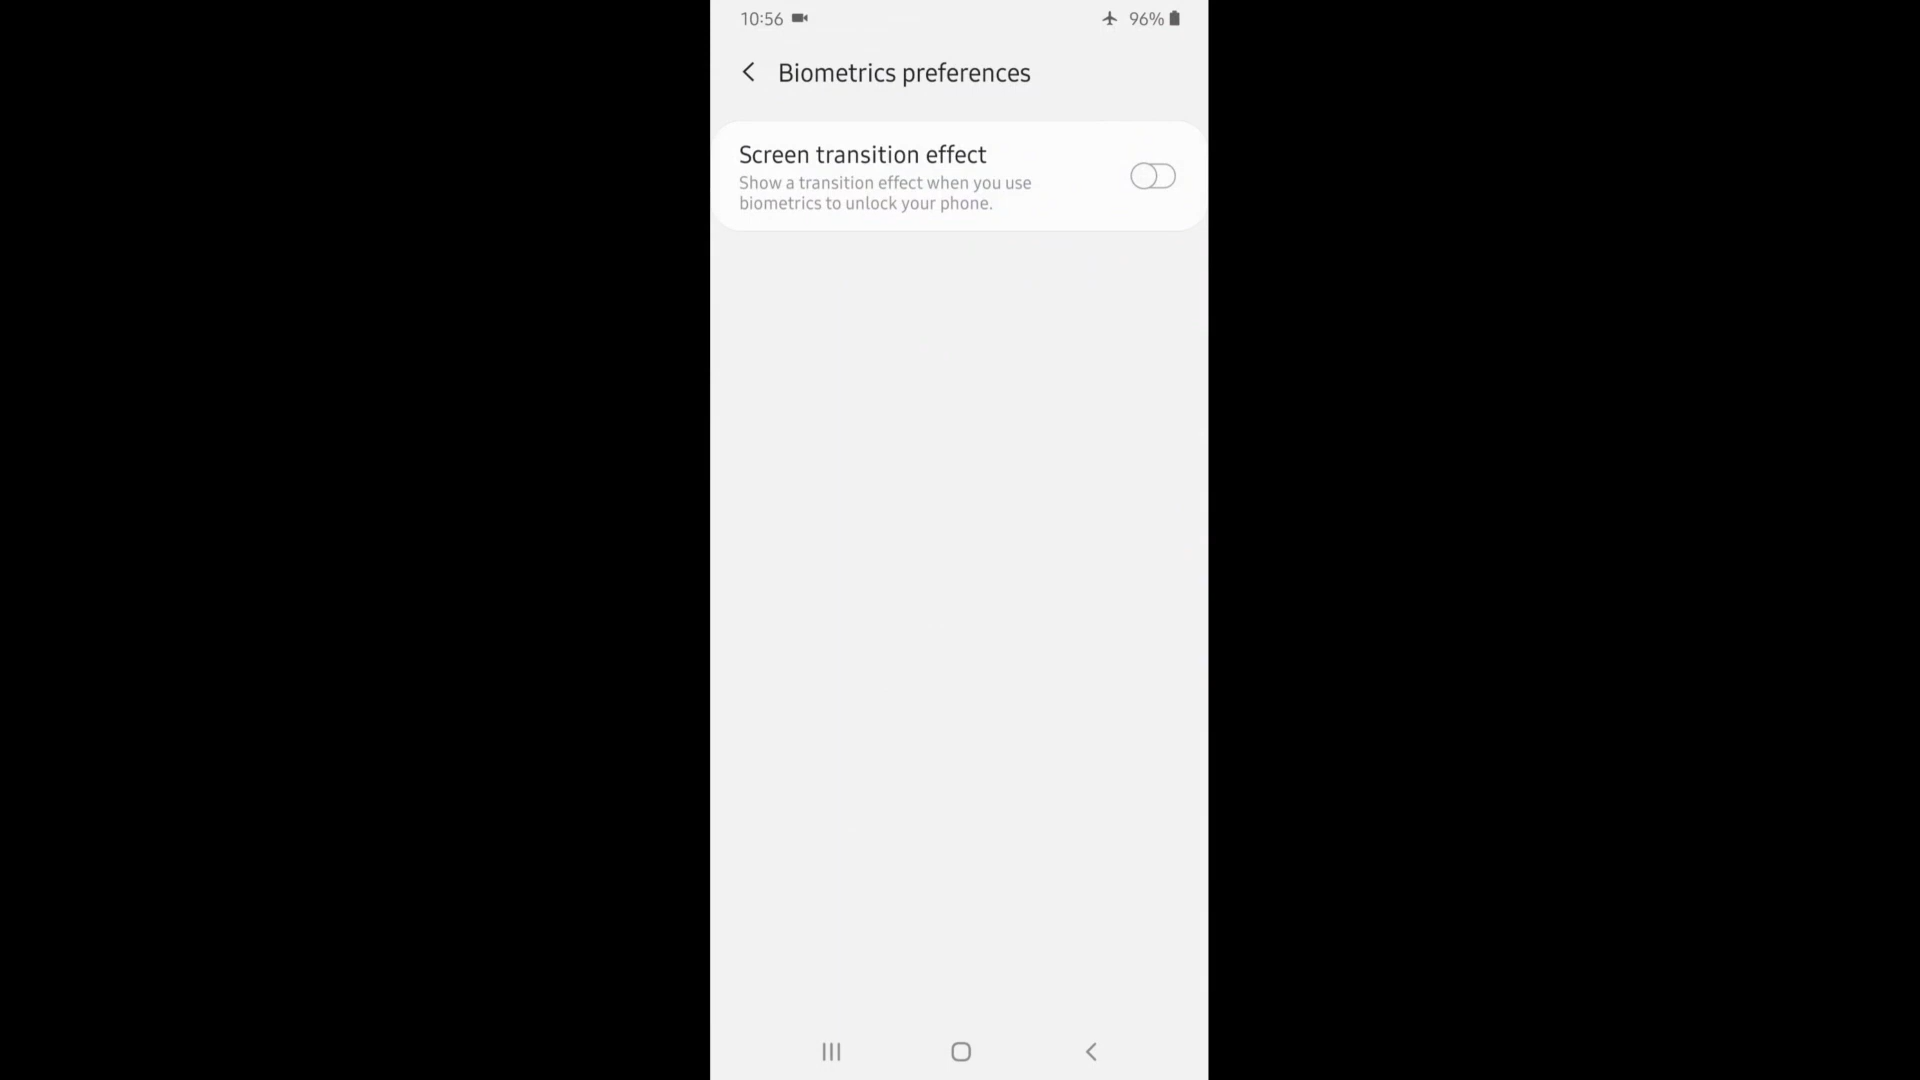 10:56
96%
Biometrics preferences
Screen transition effect
Show a transition effect when you use
biometrics to unlock your phone.